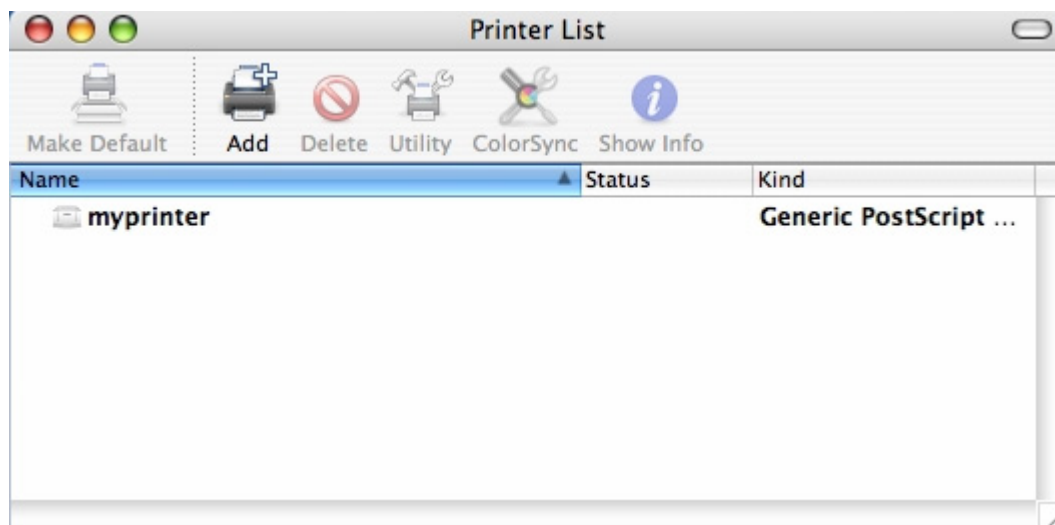 Printer List
Make Default Add Delete Utility ColorSync Show Info
Name Status Kind
myprinter Generic PostScript ...